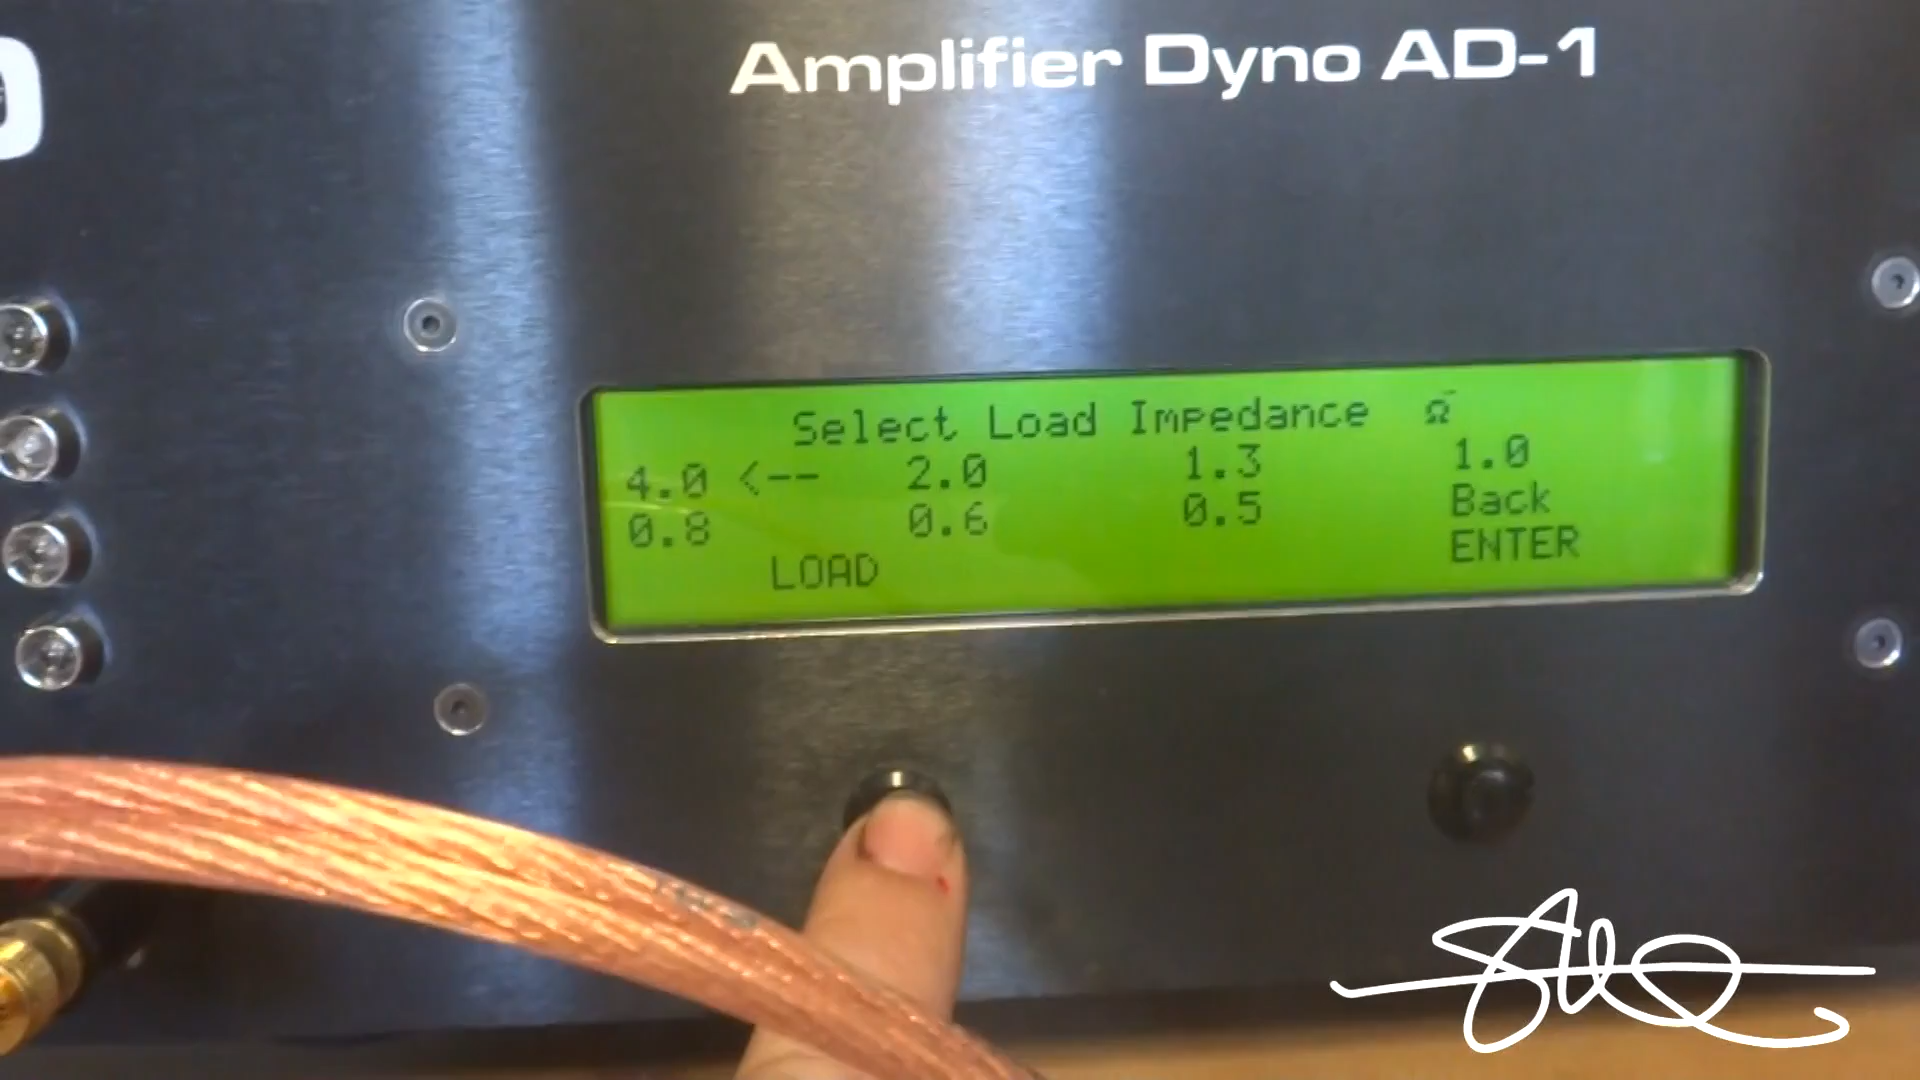 Amplifier Dyno AD-1
Select Load Impedance Ω
4.0 <-- 2.0 1.3 1.0
0.8 0.6 0.5 Back
LOAD ENTER